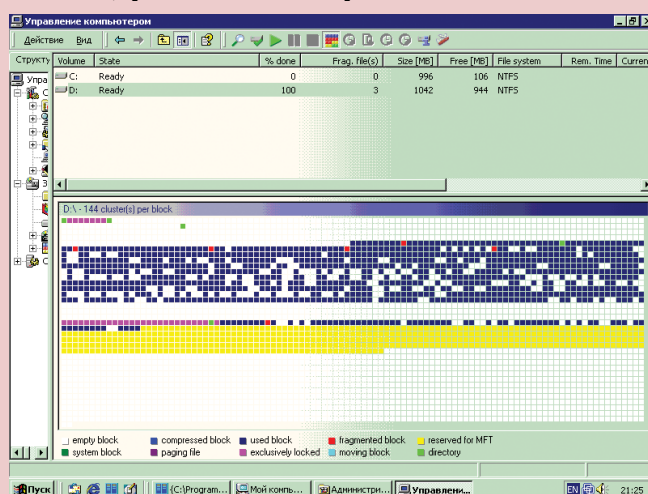 Управление компьютером
Действие Вид
Структу
Volume State % done Frag. file(s) Size [MB] Free [MB] File system Rem. Time Curren
C: Ready 0 0 996 106 NTFS
D: Ready 100 3 1042 944 NTFS
Упра
С
З
С
D:\ - 144 cluster(s) per block
empty block compressed block used block fragmented block reserved for MFT
system block paging file exclusively locked moving block directory
Пуск {C:\Program... Мой компь... Администри... Управлени... EN 21:25